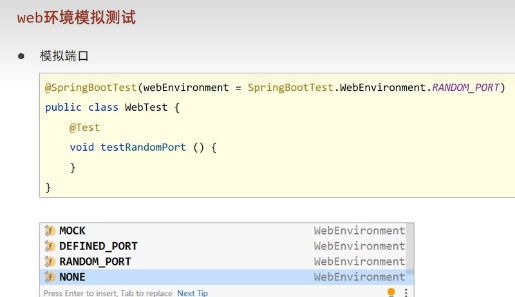 web环境模拟测试
● 模拟端口
@SpringBootTest(webEnvironment = SpringBootTest.WebEnvironment.RANDOM_PORT)
public class WebTest {
@Test
void testRandomPort () {
}
}
f MOCK WebEnvironment
f DEFINED_PORT WebEnvironment
f RANDOM_PORT WebEnvironment
f NONE WebEnvironment
Press Enter to insert, Tab to replace Next Tip